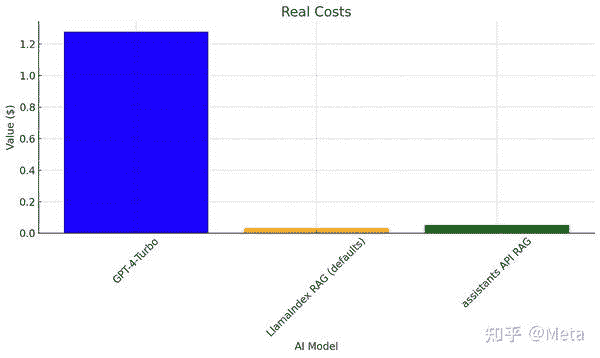 Real Costs
Value ($)
1.2
1.0
0.8
0.6
0.4
0.2
0.0
GPT-4-Turbo
LlamaIndex RAG (defaults)
assistants API RAG
AI Model
知乎 @Meta